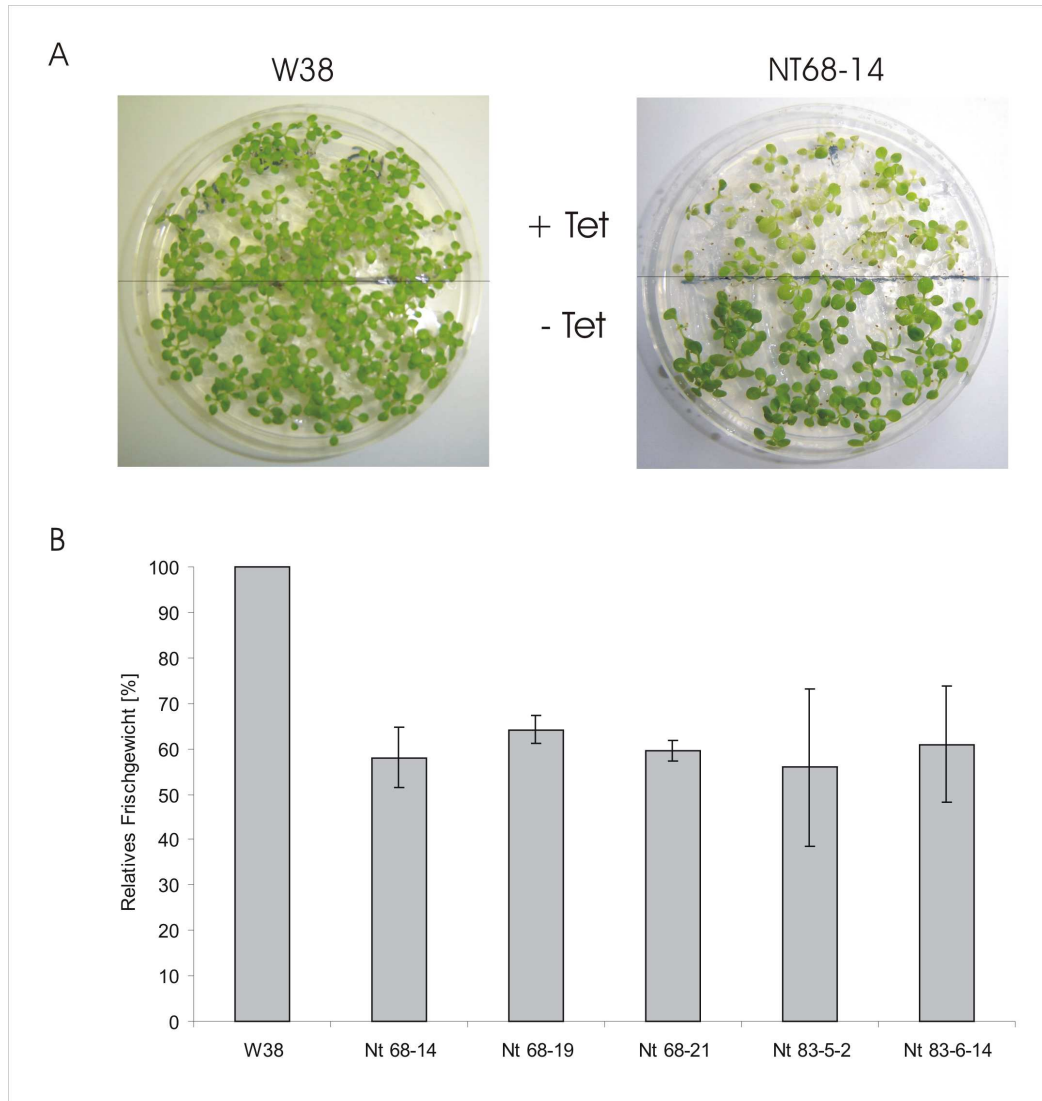 A
W38
NT68-14
+ Tet
- Tet
B
Relatives Frischgewicht [%]
100
90
80
70
60
50
40
30
20
10
0
W38
Nt 68-14
Nt 68-19
Nt 68-21
Nt 83-5-2
Nt 83-6-14